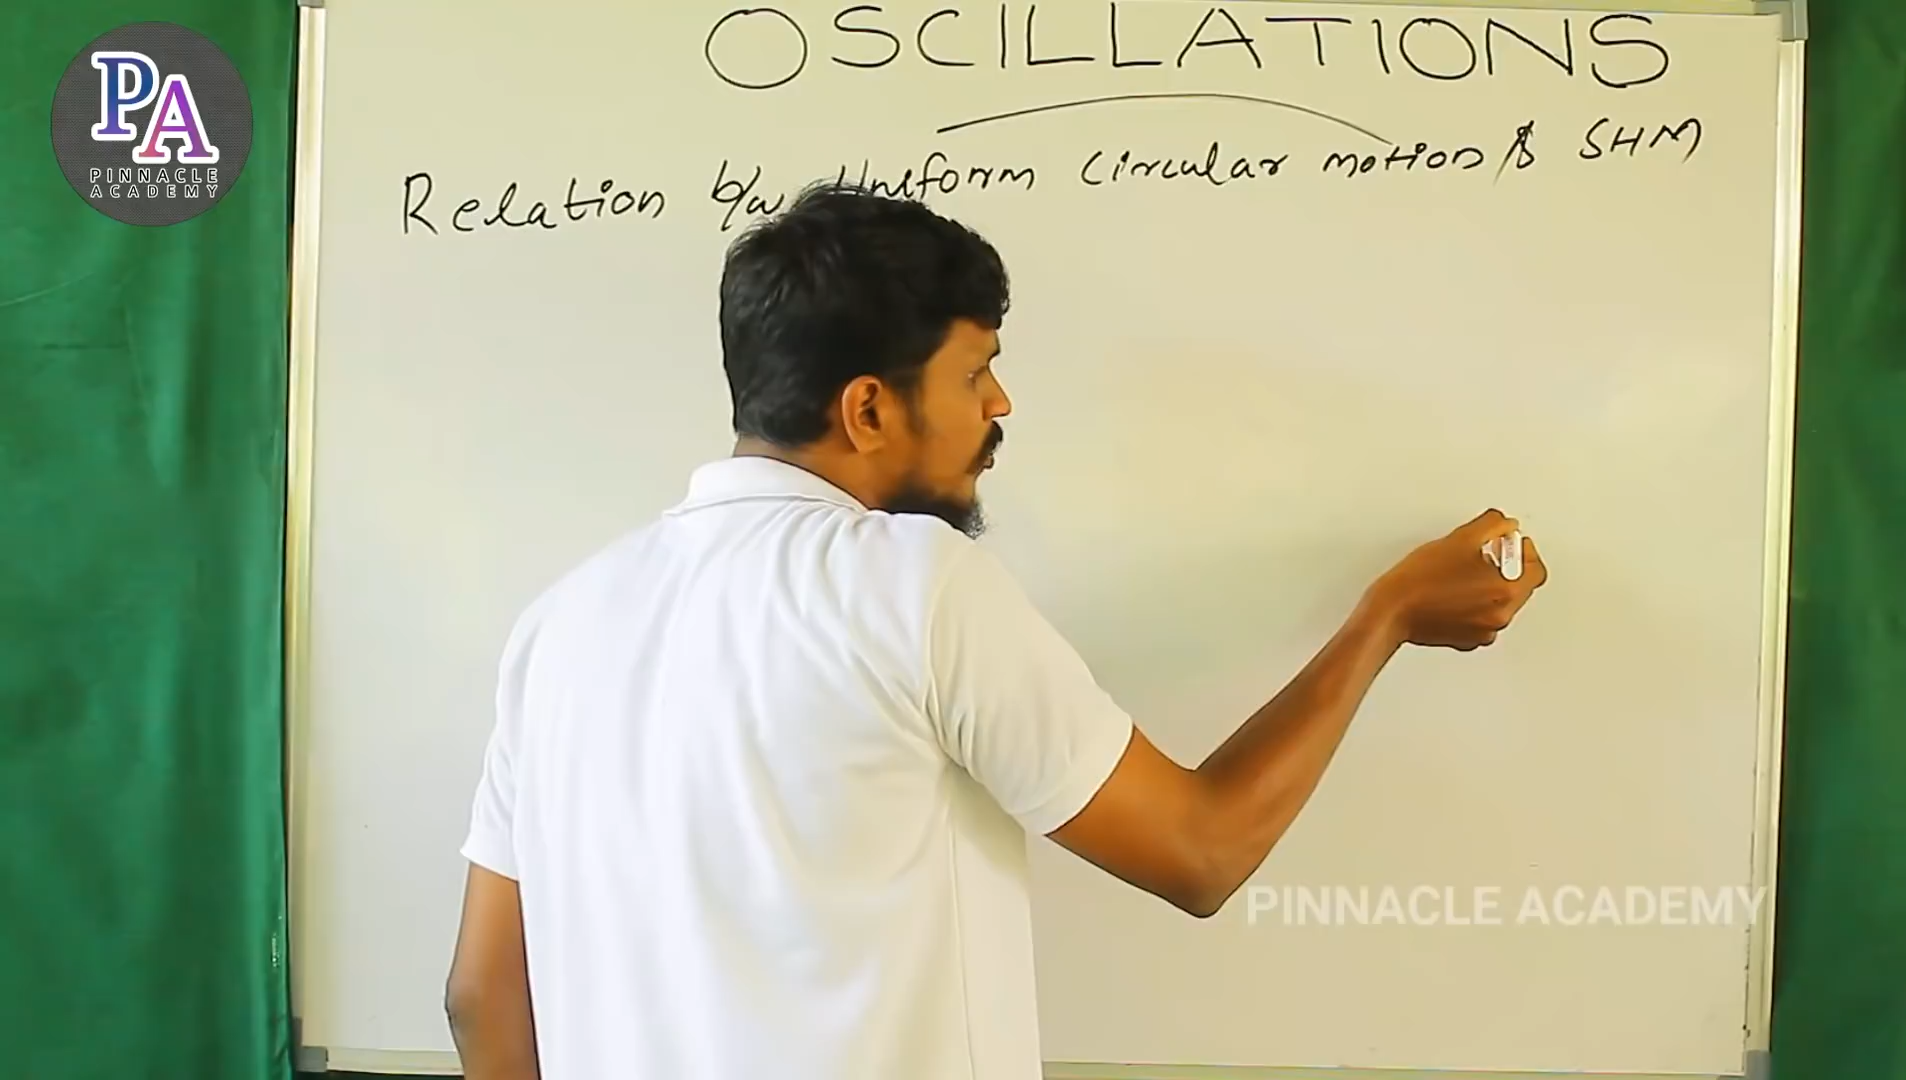 PA
PINNACLE
ACADEMY
OSCILLATIONS
Relation b/w Uniform Circular motion & SHM
PINNACLE ACADEMY